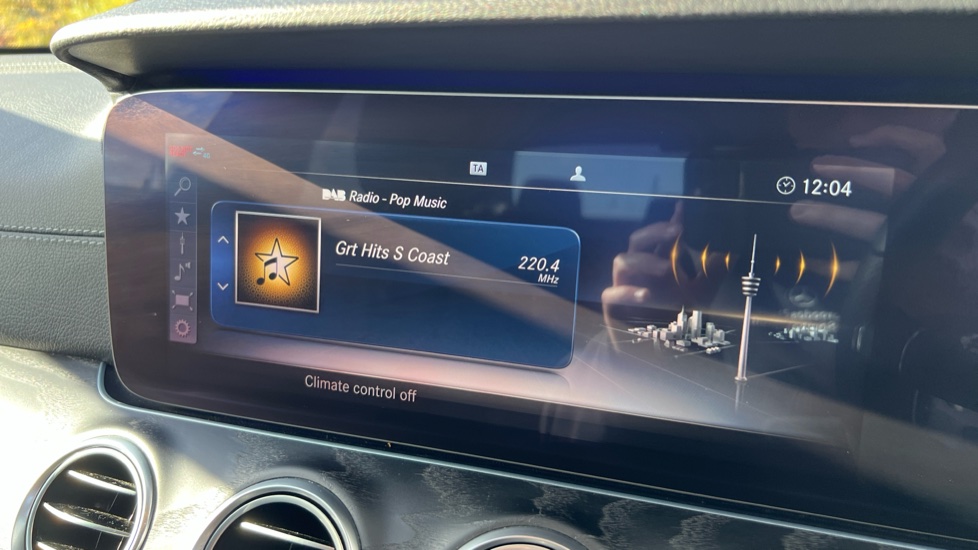 TA
12:04
DAB Radio - Pop Music
Grt Hits S Coast
220.4
MHz
Climate control off